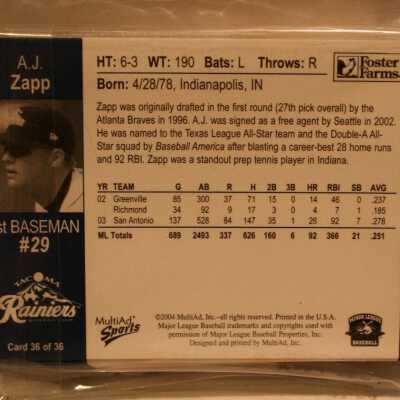 A.J.
Zapp
HT: 6-3 WT: 190 Bats: L Throws: R
Born: 4/28/78, Indianapolis, IN
Foster
Farms
Zapp was originally drafted in the first round (27th pick overall) by the
Atlanta Braves in 1996. A.J. was signed as a free agent by Seattle in 2002.
He was named to the Texas League All-Star team and the Double-A All-
Star squad by Baseball America after blasting a career-best 28 home runs
and 92 RBI. Zapp was a standout prep tennis player in Indiana.
YR TEAM G AB R H 2B 3B HR RBI SB AVG
02 Greenville 85 300 37 71 15 0 14 46 0 .237
Richmond 34 92 9 17 3 0 4 7 1 .185
03 San Antonio 137 528 64 147 35 1 28 92 7 .278
ML Totals 689 2493 337 626 160 6 92 366 21 .251
st BASEMAN
#29
TACOMA
Rainiers
Card 36 of 36
MultiAd
Sports
©2004 MultiAd, Inc.-all rights reserved. Printed in the U.S.A.
Major League Baseball trademarks and copyrights used with
permission of Major League Baseball Properties, Inc.
Designed and printed by MultiAd, Inc.
MINOR LEAGUE
BASEBALL